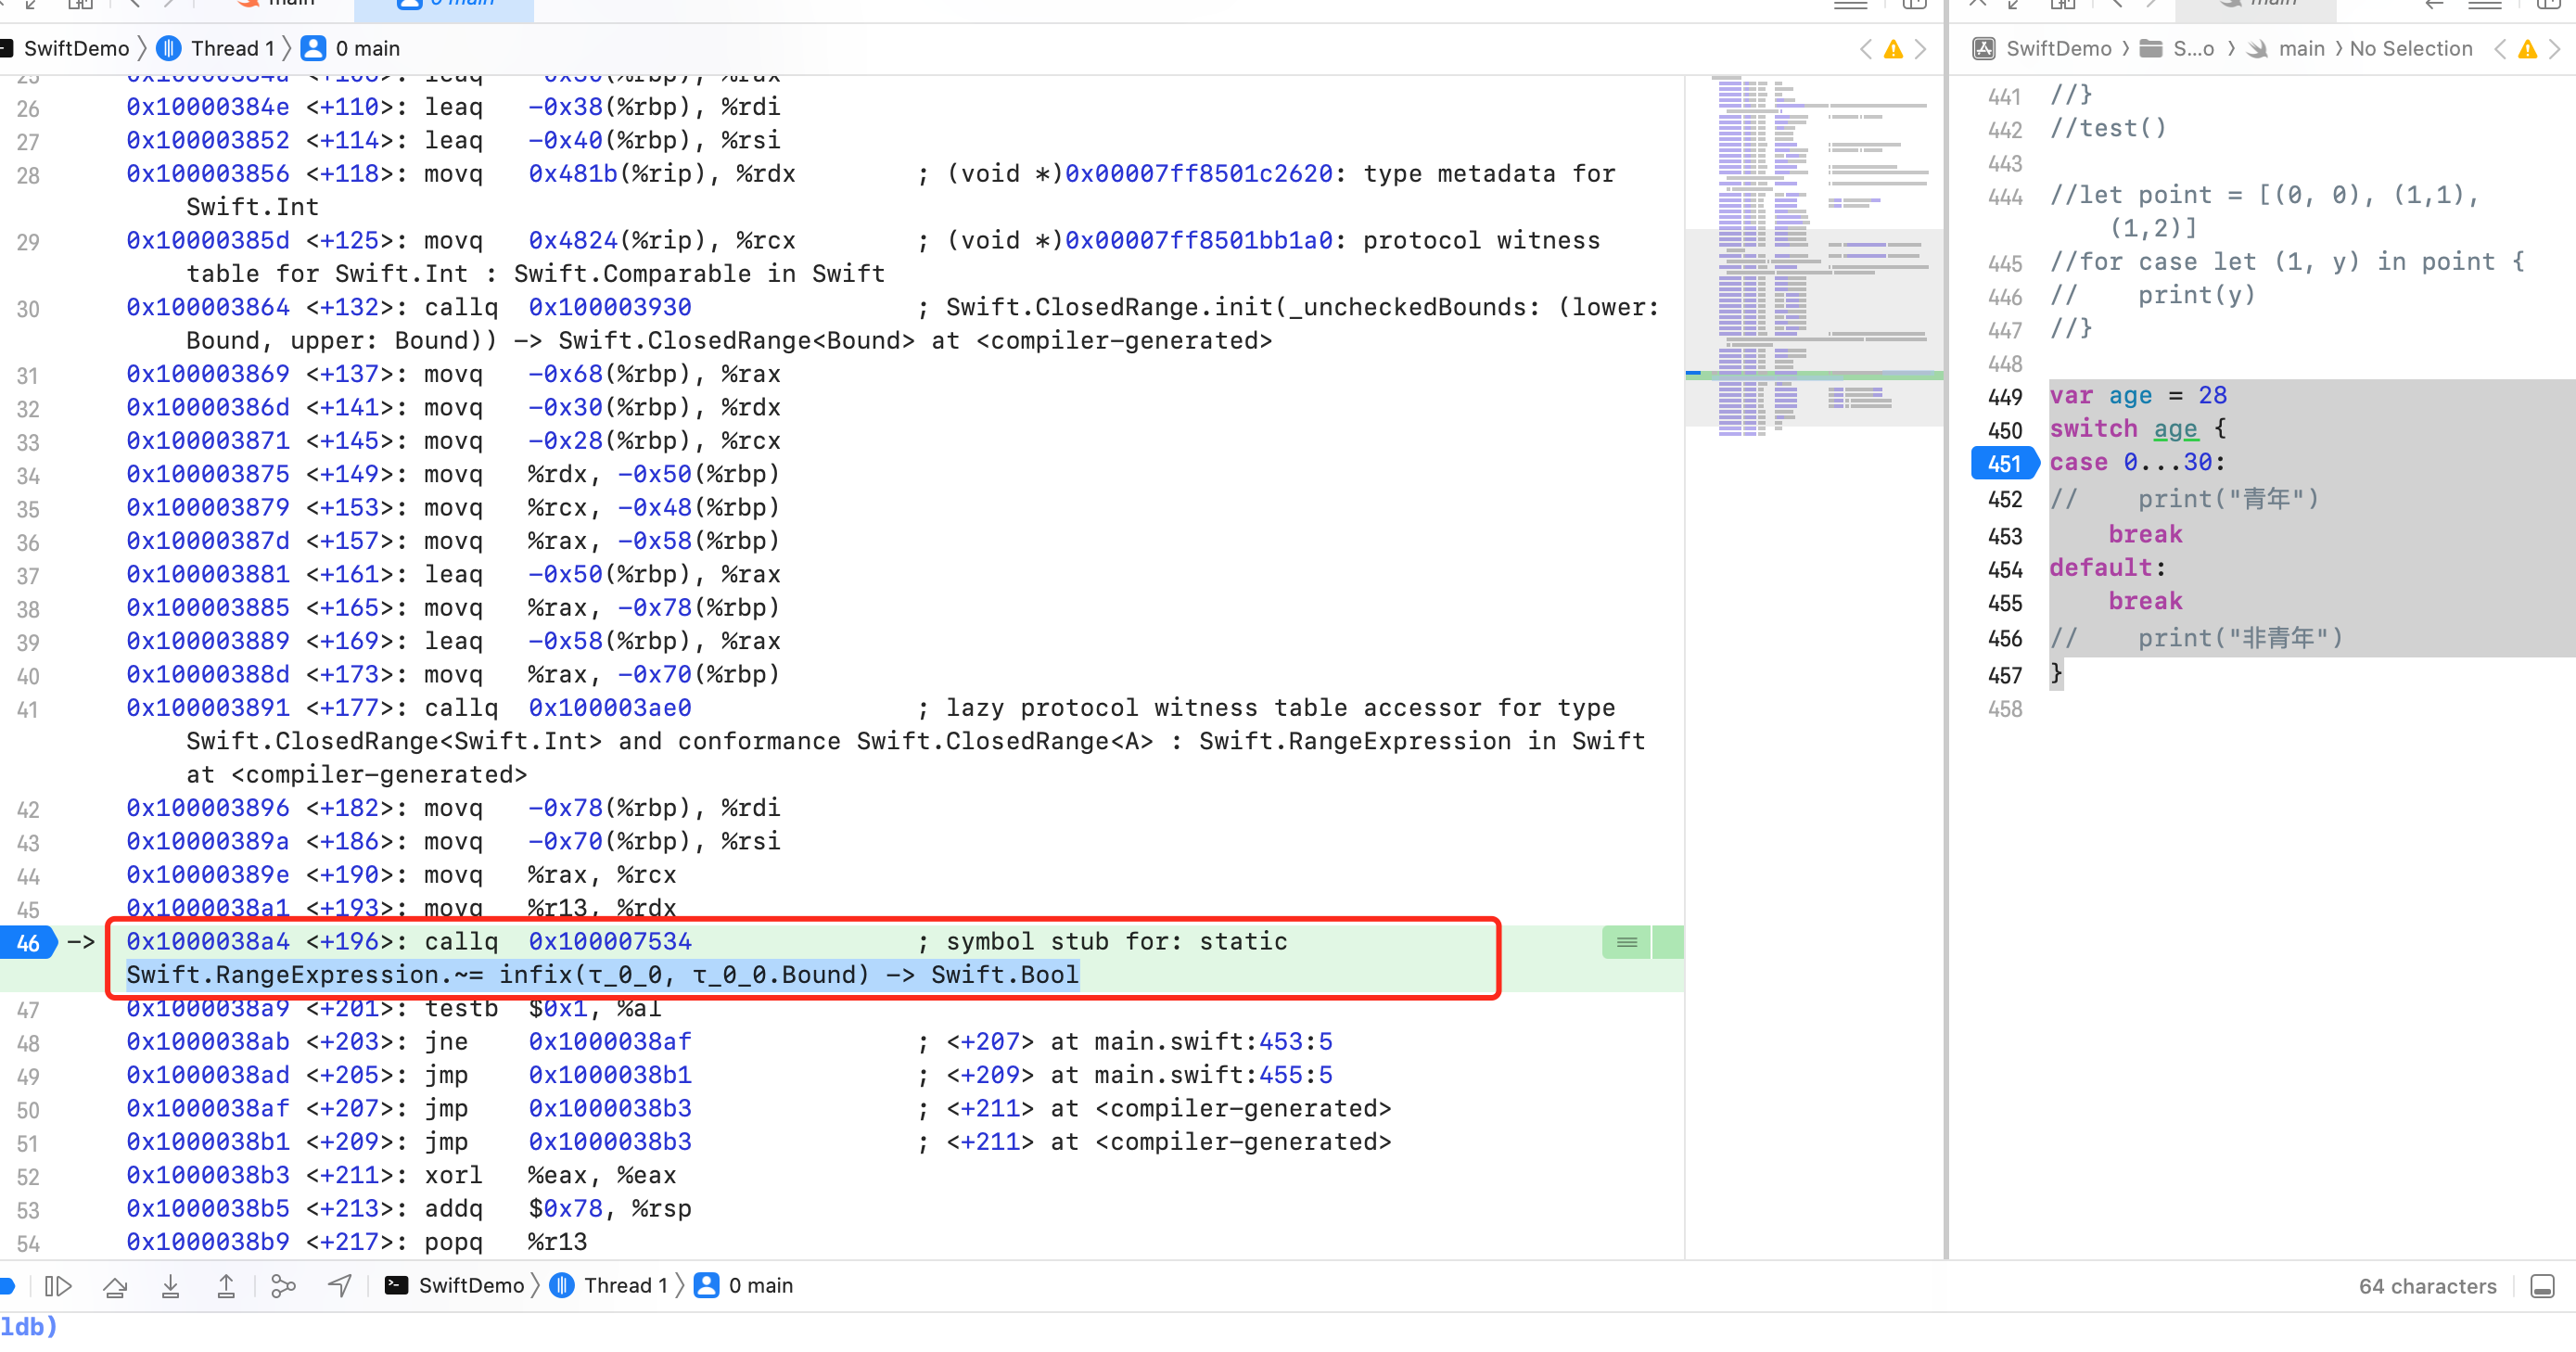 main
0 main
main
SwiftDemo 〉 Thread 1 〉 0 main
SwiftDemo 〉 S...o 〉 main 〉 No Selection
25 0x10000384a <+106>: leaq -0x30(%rbp), %rax
26 0x10000384e <+110>: leaq -0x38(%rbp), %rdi
27 0x100003852 <+114>: leaq -0x40(%rbp), %rsi
28 0x100003856 <+118>: movq 0x481b(%rip), %rdx ; (void *)0x00007ff8501c2620: type metadata for
Swift.Int
29 0x10000385d <+125>: movq 0x4824(%rip), %rcx ; (void *)0x00007ff8501bb1a0: protocol witness
table for Swift.Int : Swift.Comparable in Swift
30 0x100003864 <+132>: callq 0x100003930 ; Swift.ClosedRange.init(_uncheckedBounds: (lower:
Bound, upper: Bound)) -> Swift.ClosedRange<Bound> at <compiler-generated>
31 0x100003869 <+137>: movq -0x68(%rbp), %rax
32 0x10000386d <+141>: movq -0x30(%rbp), %rdx
33 0x100003871 <+145>: movq -0x28(%rbp), %rcx
34 0x100003875 <+149>: movq %rdx, -0x50(%rbp)
35 0x100003879 <+153>: movq %rcx, -0x48(%rbp)
36 0x10000387d <+157>: movq %rax, -0x58(%rbp)
37 0x100003881 <+161>: leaq -0x50(%rbp), %rax
38 0x100003885 <+165>: movq %rax, -0x78(%rbp)
39 0x100003889 <+169>: leaq -0x58(%rbp), %rax
40 0x10000388d <+173>: movq %rax, -0x70(%rbp)
41 0x100003891 <+177>: callq 0x100003ae0 ; lazy protocol witness table accessor for type
Swift.ClosedRange<Swift.Int> and conformance Swift.ClosedRange<A> : Swift.RangeExpression in Swift
at <compiler-generated>
42 0x100003896 <+182>: movq -0x78(%rbp), %rdi
43 0x10000389a <+186>: movq -0x70(%rbp), %rsi
44 0x10000389e <+190>: movq %rax, %rcx
45 0x1000038a1 <+193>: movq %r13, %rdx
46 -> 0x1000038a4 <+196>: callq 0x100007534 ; symbol stub for: static
Swift.RangeExpression.~= infix(τ_0_0, τ_0_0.Bound) -> Swift.Bool
47 0x1000038a9 <+201>: testb $0x1, %al
48 0x1000038ab <+203>: jne 0x1000038af ; <+207> at main.swift:453:5
49 0x1000038ad <+205>: jmp 0x1000038b1 ; <+209> at main.swift:455:5
50 0x1000038af <+207>: jmp 0x1000038b3 ; <+211> at <compiler-generated>
51 0x1000038b1 <+209>: jmp 0x1000038b3 ; <+211> at <compiler-generated>
52 0x1000038b3 <+211>: xorl %eax, %eax
53 0x1000038b5 <+213>: addq $0x78, %rsp
54 0x1000038b9 <+217>: popq %r13
441 //}
442 //test()
443
444 //let point = [(0, 0), (1,1),
(1,2)]
445 //for case let (1, y) in point {
446 //    print(y)
447 //}
448
449 var age = 28
450 switch age {
451 case 0...30:
452 //    print("青年")
453     break
454 default:
455     break
456 //    print("非青年")
457 }
458
SwiftDemo 〉 Thread 1 〉 0 main
64 characters
ldb)